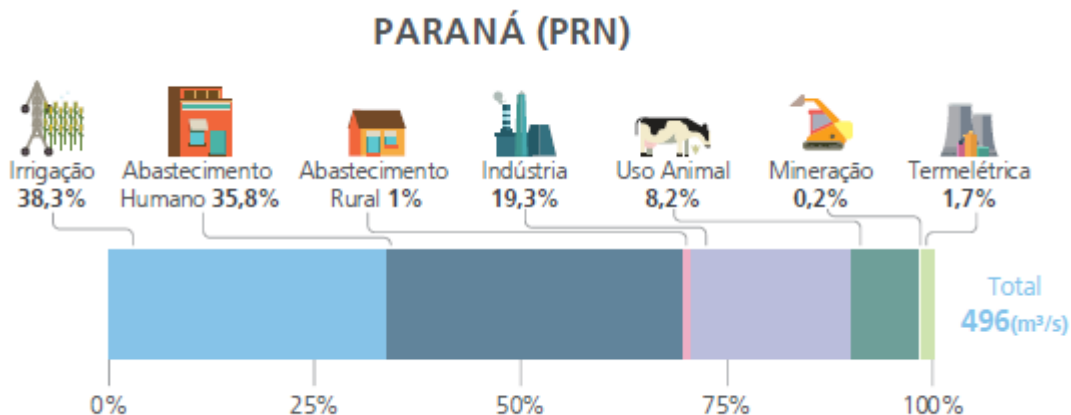 PARANÁ (PRN)
Irrigação
38,3%
Abastecimento
Humano 35,8%
Abastecimento
Rural 1%
Indústria
19,3%
Uso Animal
8,2%
Mineração
0,2%
Termelétrica
1,7%
Total
496(m³/s)
0%
25%
50%
75%
100%